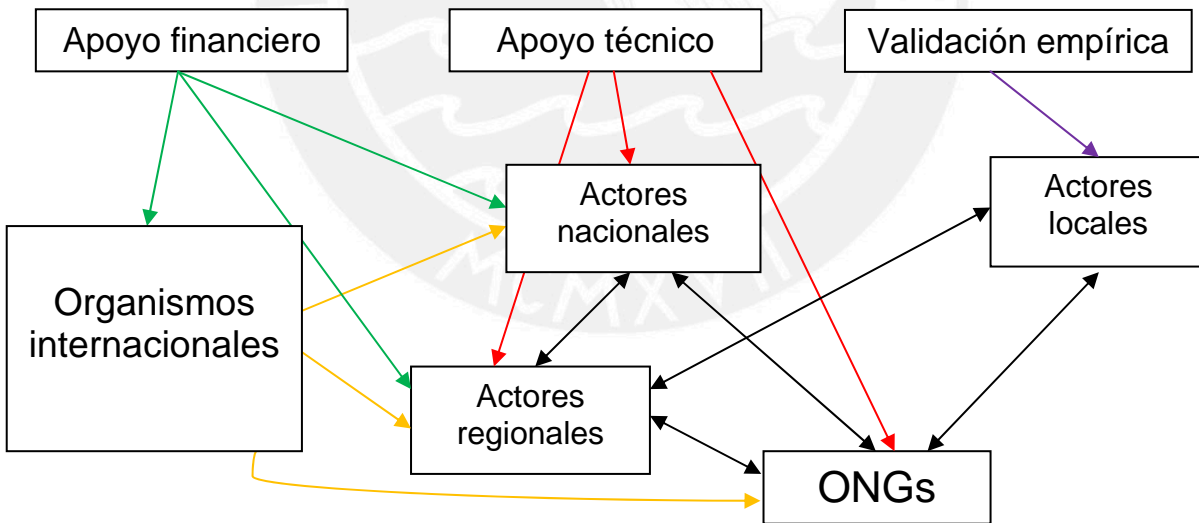 Apoyo financiero
Apoyo técnico
Validación empírica
Actores
nacionales
Actores
locales
Organismos
internacionales
Actores
regionales
ONGs